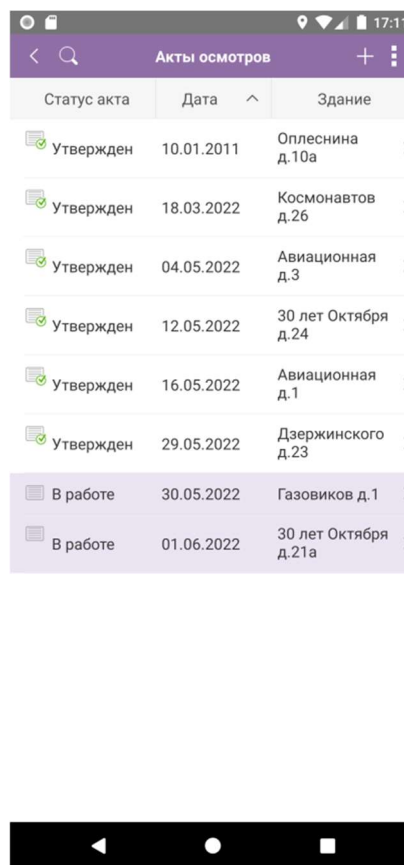 17:11
Акты осмотров
Статус акта Дата Здание
Утвержден 10.01.2011 Оплеснина
д.10а
Утвержден 18.03.2022 Космонавтов
д.26
Утвержден 04.05.2022 Авиационная
д.3
Утвержден 12.05.2022 30 лет Октября
д.24
Утвержден 16.05.2022 Авиационная
д.1
Утвержден 29.05.2022 Дзержинского
д.23
В работе 30.05.2022 Газовиков д.1
В работе 01.06.2022 30 лет Октября
д.21а